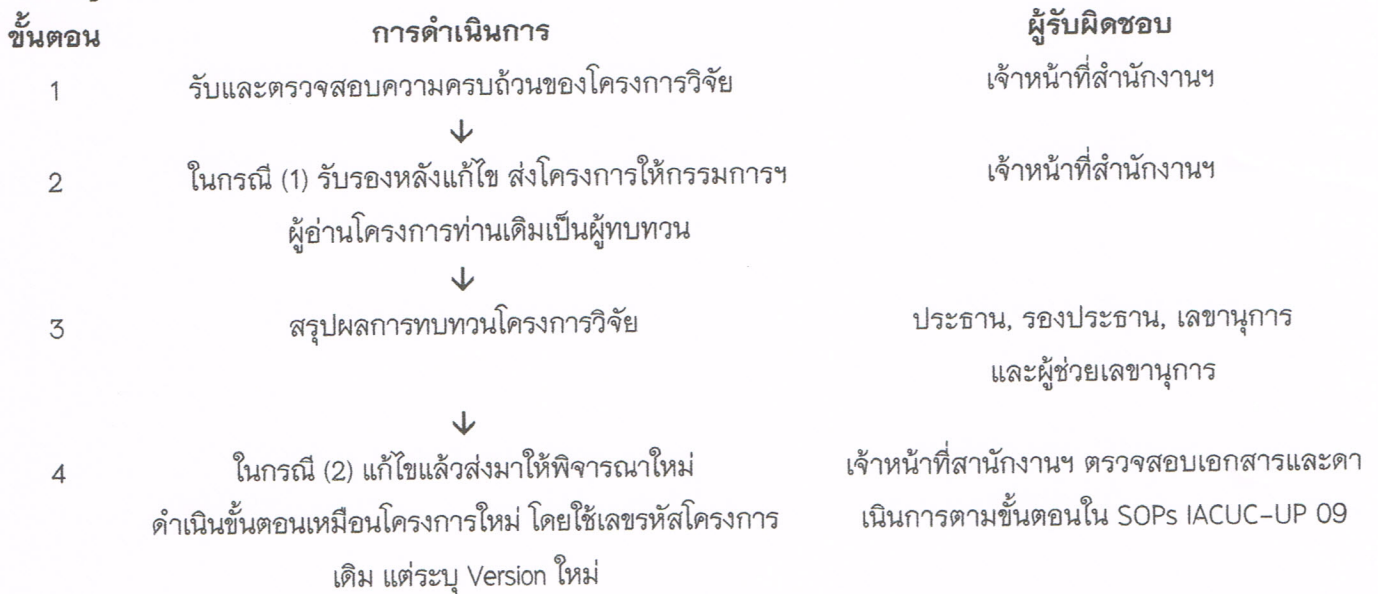 ขั้นตอน การดำเนินการ ผู้รับผิดชอบ
1 รับและตรวจสอบความครบถ้วนของโครงการวิจัย เจ้าหน้าที่สำนักงานฯ
↓
2 ในกรณี (1) รับรองหลังแก้ไข ส่งโครงการให้กรรมการฯ เจ้าหน้าที่สำนักงานฯ
ผู้อ่านโครงการท่านเดิมเป็นผู้ทบทวน
↓
3 สรุปผลการทบทวนโครงการวิจัย ประธาน, รองประธาน, เลขานุการ
และผู้ช่วยเลขานุการ
↓
4 ในกรณี (2) แก้ไขแล้วส่งมาให้พิจารณาใหม่ เจ้าหน้าที่สานักงานฯ ตรวจสอบเอกสารและดา
ดำเนินขั้นตอนเหมือนโครงการใหม่ โดยใช้เลขรหัสโครงการ เนินการตามขั้นตอนใน SOPs IACUC-UP 09
เดิม แต่ระบุ Version ใหม่